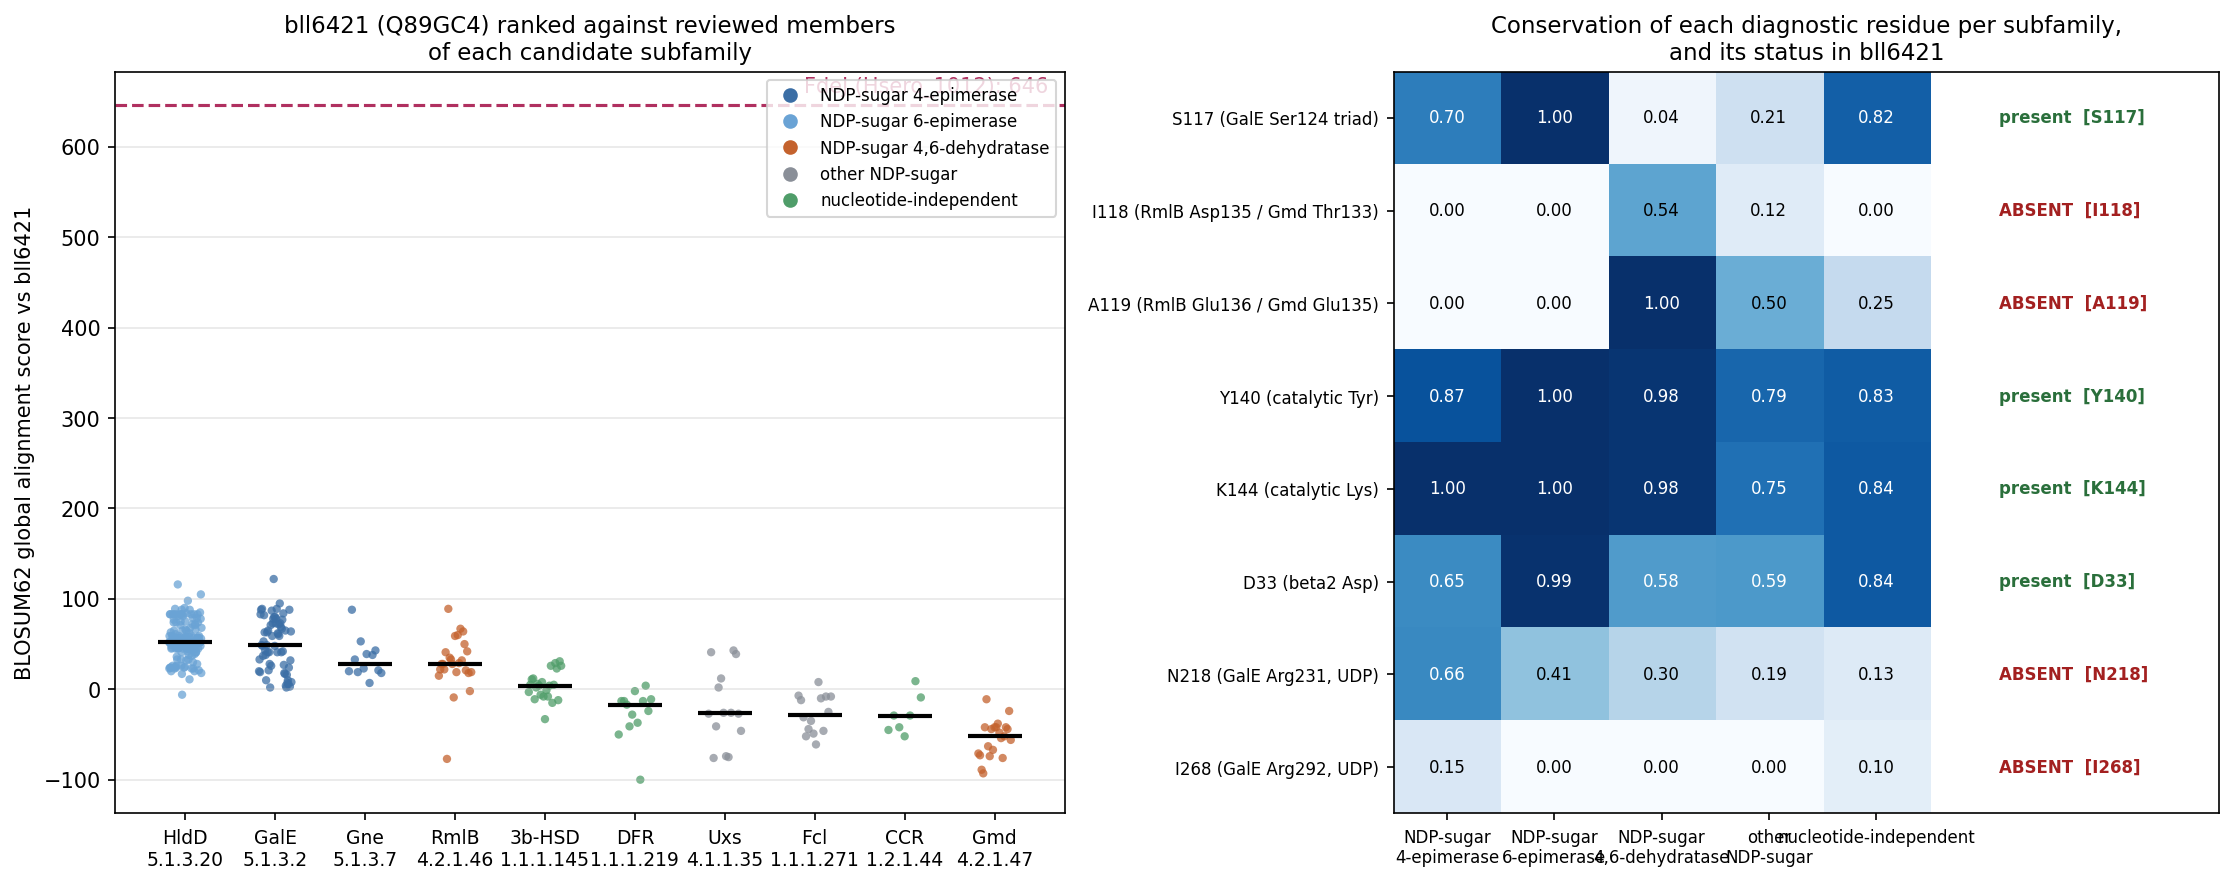 bll6421 (Q89GC4) ranked against reviewed members
of each candidate subfamily
BLOSUM62 global alignment score vs bll6421
600
500
400
300
200
100
0
−100
FdeI (Hsero_1012): 646
NDP-sugar 4-epimerase
NDP-sugar 6-epimerase
NDP-sugar 4,6-dehydratase
other NDP-sugar
nucleotide-independent
HldD
5.1.3.20
GalE
5.1.3.2
Gne
5.1.3.7
RmlB
4.2.1.46
3b-HSD
1.1.1.145
DFR
1.1.1.219
Uxs
4.1.1.35
Fcl
1.1.1.271
CCR
1.2.1.44
Gmd
4.2.1.47
Conservation of each diagnostic residue per subfamily,
and its status in bll6421
S117 (GalE Ser124 triad) 0.70 1.00 0.04 0.21 0.82 present [S117]
I118 (RmlB Asp135 / Gmd Thr133) 0.00 0.00 0.54 0.12 0.00 ABSENT [I118]
A119 (RmlB Glu136 / Gmd Glu135) 0.00 0.00 1.00 0.50 0.25 ABSENT [A119]
Y140 (catalytic Tyr) 0.87 1.00 0.98 0.79 0.83 present [Y140]
K144 (catalytic Lys) 1.00 1.00 0.98 0.75 0.84 present [K144]
D33 (beta2 Asp) 0.65 0.99 0.58 0.59 0.84 present [D33]
N218 (GalE Arg231, UDP) 0.66 0.41 0.30 0.19 0.13 ABSENT [N218]
I268 (GalE Arg292, UDP) 0.15 0.00 0.00 0.00 0.10 ABSENT [I268]
NDP-sugar
4-epimerase
NDP-sugar
6-epimerase
NDP-sugar
4,6-dehydratase
other
NDP-sugar
nucleotide-independent